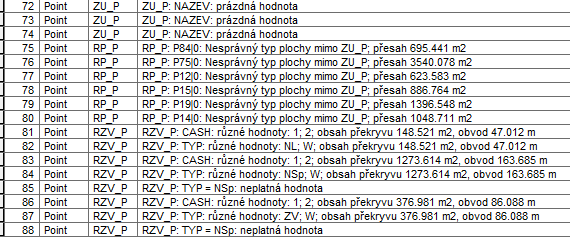 72 Point ZU_P ZU_P: NAZEV: prázdná hodnota
73 Point ZU_P ZU_P: NAZEV: prázdná hodnota
74 Point ZU_P ZU_P: NAZEV: prázdná hodnota
75 Point RP_P RP_P: P84|0: Nesprávný typ plochy mimo ZU_P; přesah 695.441 m2
76 Point RP_P RP_P: P75|0: Nesprávný typ plochy mimo ZU_P; přesah 3540.078 m2
77 Point RP_P RP_P: P12|0: Nesprávný typ plochy mimo ZU_P; přesah 623.583 m2
78 Point RP_P RP_P: P15|0: Nesprávný typ plochy mimo ZU_P; přesah 886.764 m2
79 Point RP_P RP_P: P19|0: Nesprávný typ plochy mimo ZU_P; přesah 1396.548 m2
80 Point RP_P RP_P: P14|0: Nesprávný typ plochy mimo ZU_P; přesah 1048.711 m2
81 Point RZV_P RZV_P: CASH: různé hodnoty: 1; 2; obsah překryvu 148.521 m2, obvod 47.012 m
82 Point RZV_P RZV_P: TYP: různé hodnoty: NL; W; obsah překryvu 148.521 m2, obvod 47.012 m
83 Point RZV_P RZV_P: CASH: různé hodnoty: 1; 2; obsah překryvu 1273.614 m2, obvod 163.685 m
84 Point RZV_P RZV_P: TYP: různé hodnoty: NSp; W; obsah překryvu 1273.614 m2, obvod 163.685 m
85 Point RZV_P RZV_P: TYP = NSp: neplatná hodnota
86 Point RZV_P RZV_P: CASH: různé hodnoty: 1; 2; obsah překryvu 376.981 m2, obvod 86.088 m
87 Point RZV_P RZV_P: TYP: různé hodnoty: ZV; W; obsah překryvu 376.981 m2, obvod 86.088 m
88 Point RZV_P RZV_P: TYP = NSp: neplatná hodnota